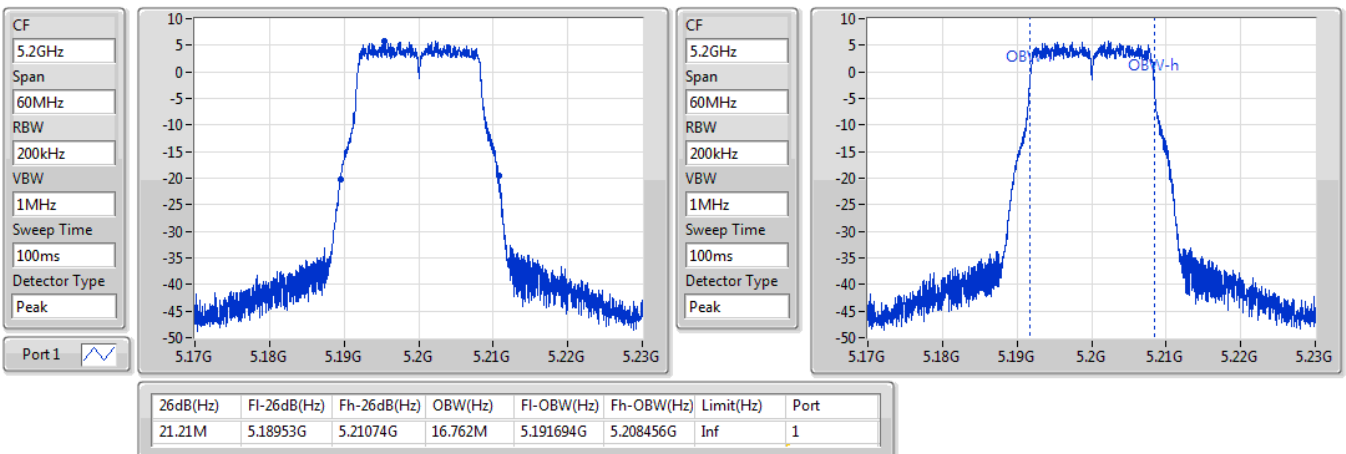 CF
5.2GHz
Span
60MHz
RBW
200kHz
VBW
1MHz
Sweep Time
100ms
Detector Type
Peak
Port 1
10
5
0
-5
-10
-15
-20
-25
-30
-35
-40
-45
-50
5.17G 5.18G 5.19G 5.2G 5.21G 5.22G 5.23G
CF
5.2GHz
Span
60MHz
RBW
200kHz
VBW
1MHz
Sweep Time
100ms
Detector Type
Peak
10
5
0
-5
-10
-15
-20
-25
-30
-35
-40
-45
-50
OBW-h
5.17G 5.18G 5.19G 5.2G 5.21G 5.22G 5.23G
26dB(Hz) Fl-26dB(Hz) Fh-26dB(Hz) OBW(Hz) Fl-OBW(Hz) Fh-OBW(Hz) Limit(Hz) Port
21.21M 5.18953G 5.21074G 16.762M 5.191694G 5.208456G Inf 1